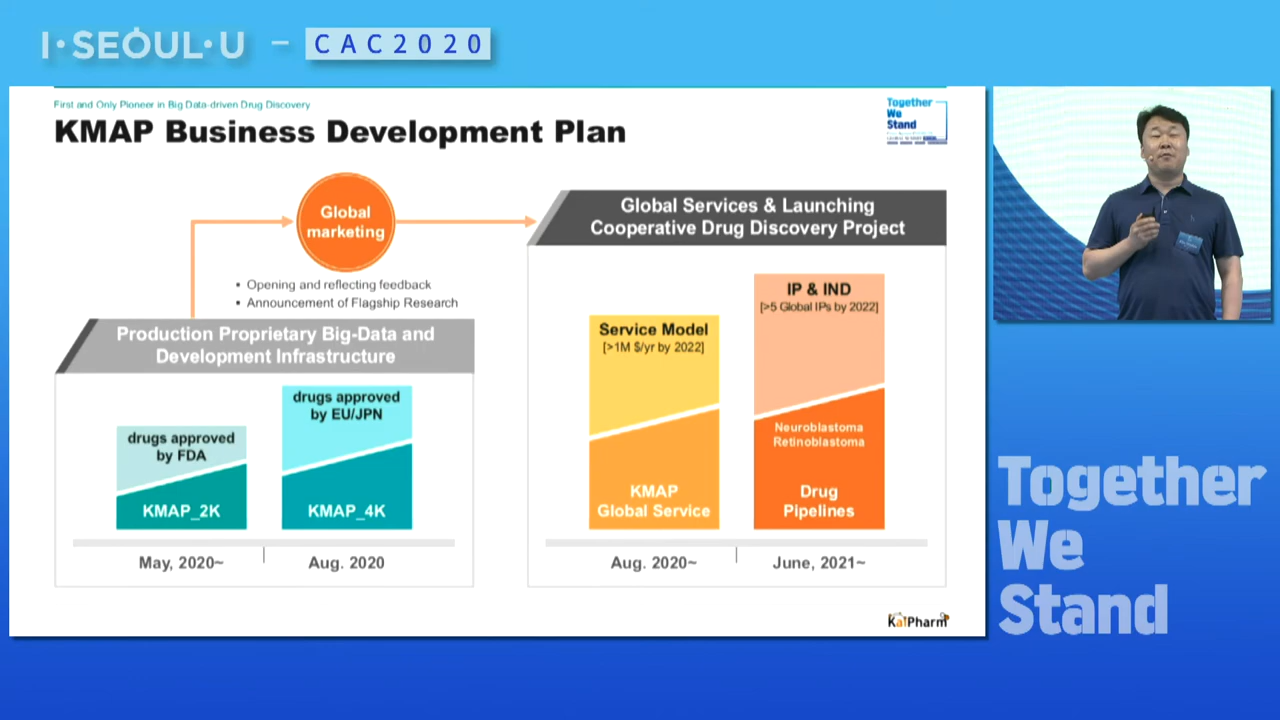 I·SEOUL·U – CAC2020
First and Only Pioneer in Big Data-driven Drug Discovery
KMAP Business Development Plan
Together
We
Stand
Global
marketing
▪ Opening and reflecting feedback
▪ Announcement of Flagship Research
Production Proprietary Big-Data and
Development Infrastructure
drugs approved
by FDA
KMAP_2K
drugs approved
by EU/JPN
KMAP_4K
May, 2020~
Aug. 2020
Global Services & Launching
Cooperative Drug Discovery Project
Service Model
[>1M $/yr by 2022]
KMAP
Global Service
IP & IND
[>5 Global IPs by 2022]
Neuroblastoma
Retinoblastoma
Drug
Pipelines
Aug. 2020~
June, 2021~
KaiPharm
Together
We
Stand